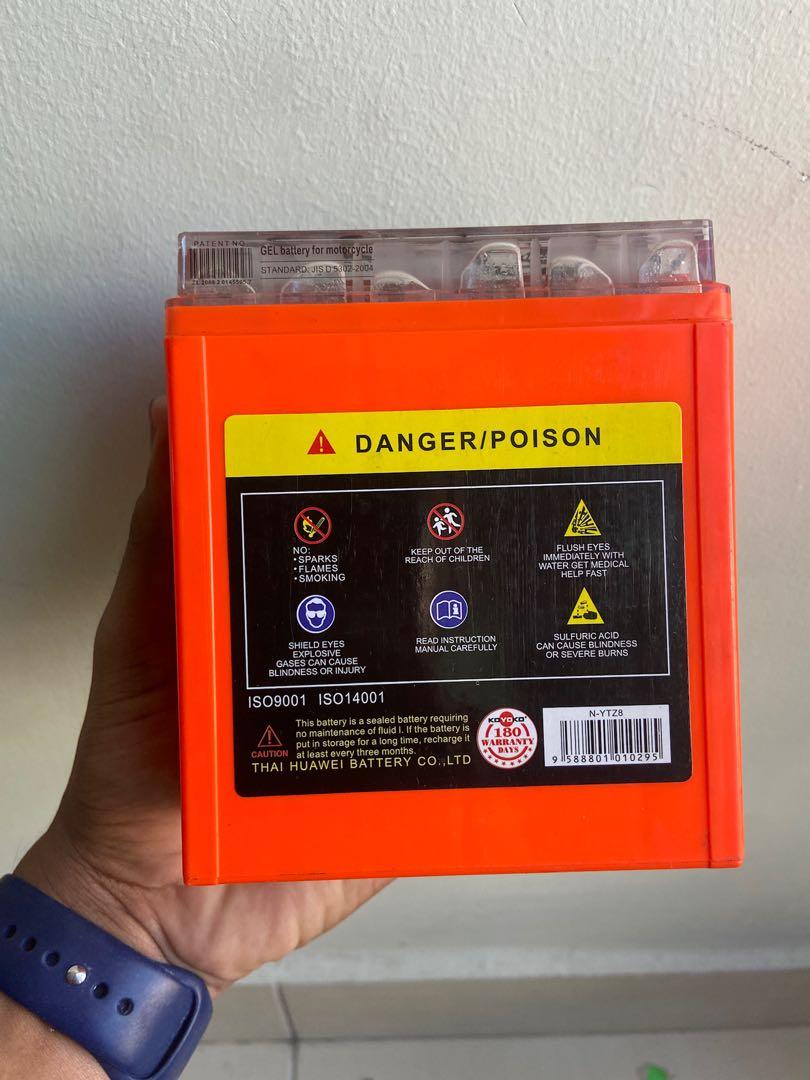 PATENT NO.
GEL battery for motorcycle
STANDARD: JIS D 5302-2004
DANGER/POISON
NO:
•SPARKS
•FLAMES
•SMOKING
KEEP OUT OF THE
REACH OF CHILDREN
FLUSH EYES
IMMEDIATELY WITH
WATER GET MEDICAL
HELP FAST
SHIELD EYES
EXPLOSIVE
GASES CAN CAUSE
BLINDNESS OR INJURY
READ INSTRUCTION
MANUAL CAREFULLY
SULFURIC ACID
CAN CAUSE BLINDNESS
OR SEVERE BURNS
ISO9001 ISO14001
CAUTION
This battery is a sealed battery requiring
no maintenance of fluid l. If the battery is
put in storage for a long time, recharge it
at least every three months.
THAI HUAWEI BATTERY CO.,LTD
KOYOKO
180
WARRANTY
DAYS
N-YTZ8
9 588801 010295